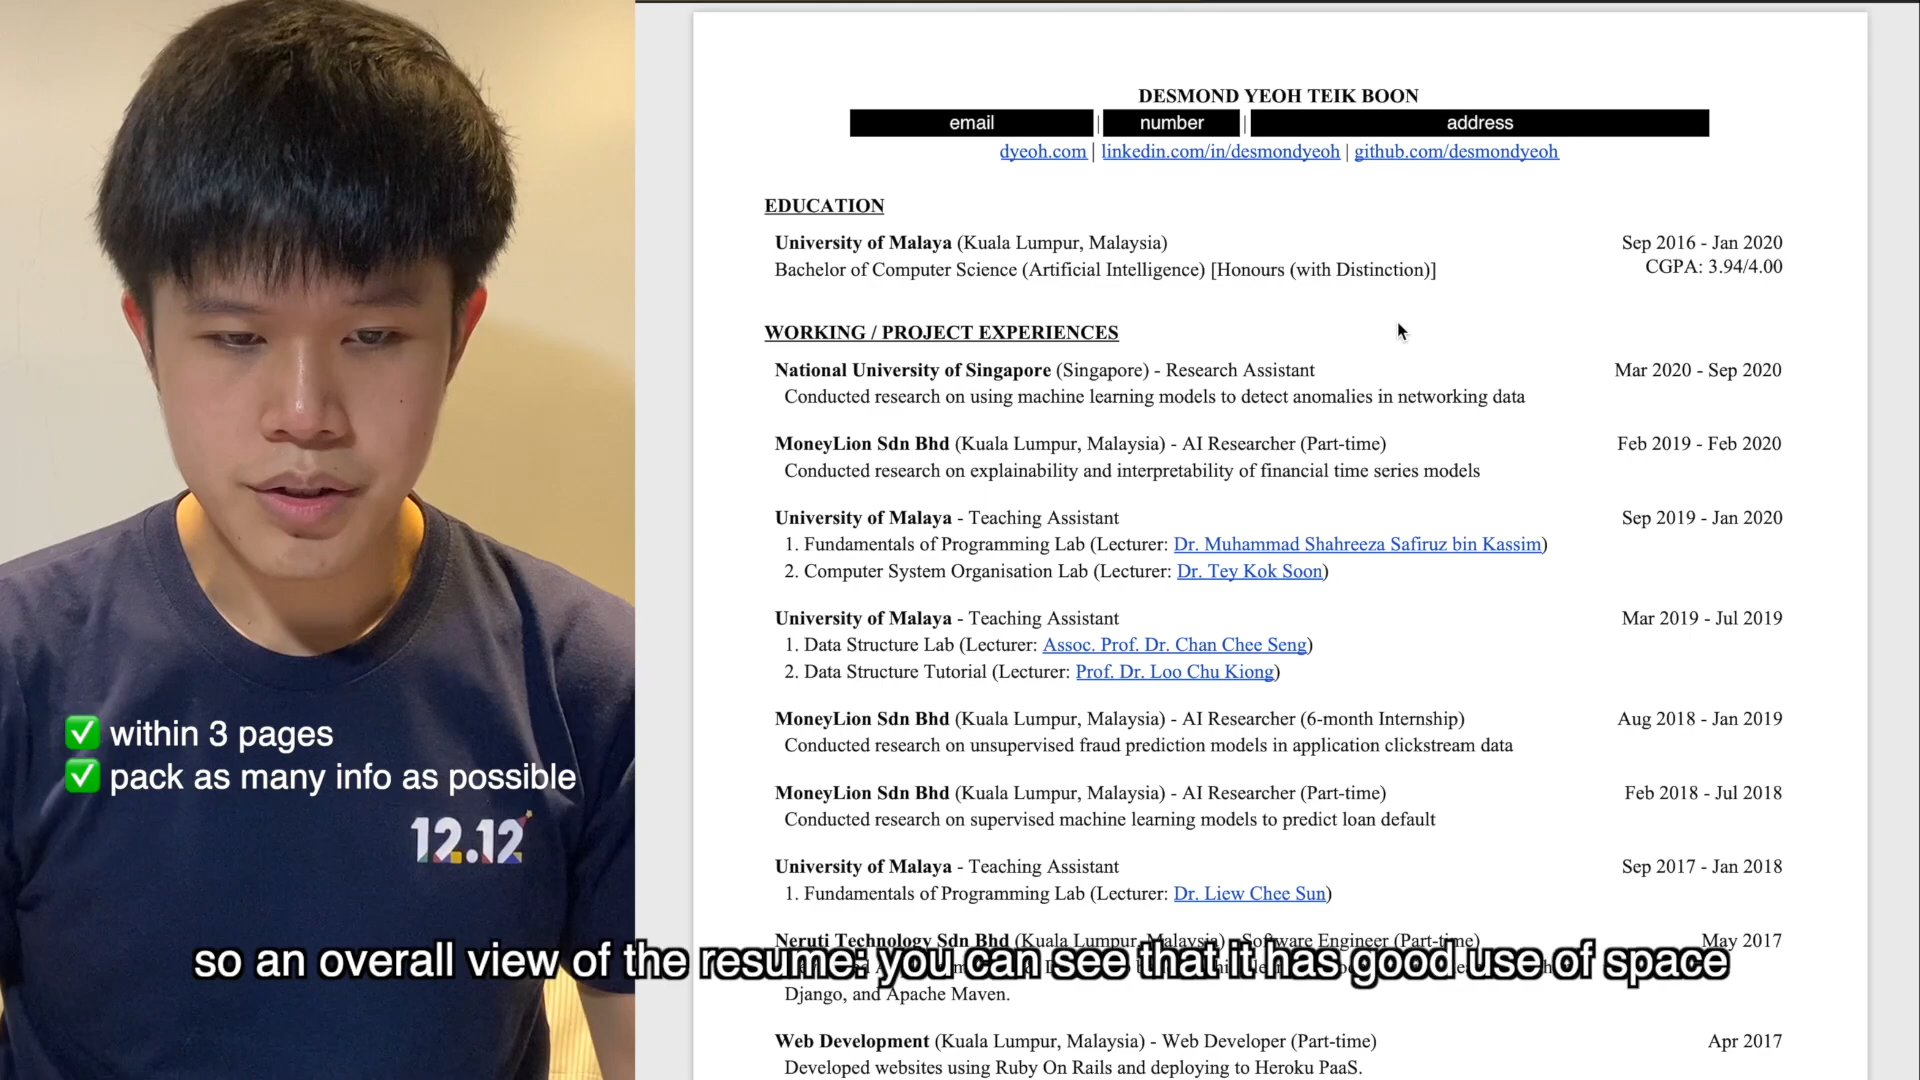 DESMOND YEOH TEIK BOON
email | number | address
dyeoh.com | linkedin.com/in/desmondyeoh | github.com/desmondyeoh
EDUCATION
University of Malaya (Kuala Lumpur, Malaysia) Sep 2016 - Jan 2020
Bachelor of Computer Science (Artificial Intelligence) [Honours (with Distinction)] CGPA: 3.94/4.00
WORKING / PROJECT EXPERIENCES
National University of Singapore (Singapore) - Research Assistant Mar 2020 - Sep 2020
Conducted research on using machine learning models to detect anomalies in networking data
MoneyLion Sdn Bhd (Kuala Lumpur, Malaysia) - AI Researcher (Part-time) Feb 2019 - Feb 2020
Conducted research on explainability and interpretability of financial time series models
University of Malaya - Teaching Assistant Sep 2019 - Jan 2020
1. Fundamentals of Programming Lab (Lecturer: Dr. Muhammad Shahreeza Safiruz bin Kassim)
2. Computer System Organisation Lab (Lecturer: Dr. Tey Kok Soon)
University of Malaya - Teaching Assistant Mar 2019 - Jul 2019
1. Data Structure Lab (Lecturer: Assoc. Prof. Dr. Chan Chee Seng)
2. Data Structure Tutorial (Lecturer: Prof. Dr. Loo Chu Kiong)
MoneyLion Sdn Bhd (Kuala Lumpur, Malaysia) - AI Researcher (6-month Internship) Aug 2018 - Jan 2019
Conducted research on unsupervised fraud prediction models in application clickstream data
MoneyLion Sdn Bhd (Kuala Lumpur, Malaysia) - AI Researcher (Part-time) Feb 2018 - Jul 2018
Conducted research on supervised machine learning models to predict loan default
University of Malaya - Teaching Assistant Sep 2017 - Jan 2018
1. Fundamentals of Programming Lab (Lecturer: Dr. Liew Chee Sun)
Neruti Technology Sdn Bhd (Kuala Lumpur, Malaysia) - Software Engineer (Part-time) May 2017
Django, and Apache Maven.
Web Development (Kuala Lumpur, Malaysia) - Web Developer (Part-time) Apr 2017
Developed websites using Ruby On Rails and deploying to Heroku PaaS.
✅ within 3 pages
✅ pack as many info as possible
12.12
so an overall view of the resume: you can see that it has good use of space